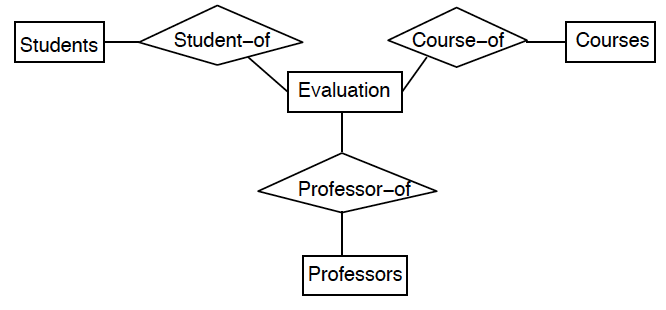 Students
Student–of
Course–of
Courses
Evaluation
Professor–of
Professors